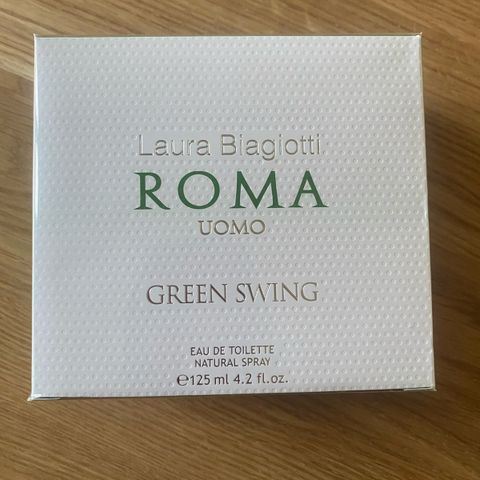 Laura Biagiotti
ROMA
UOMO
GREEN SWING
EAU DE TOILETTE
NATURAL SPRAY
℮125 ml 4.2 fl.oz.